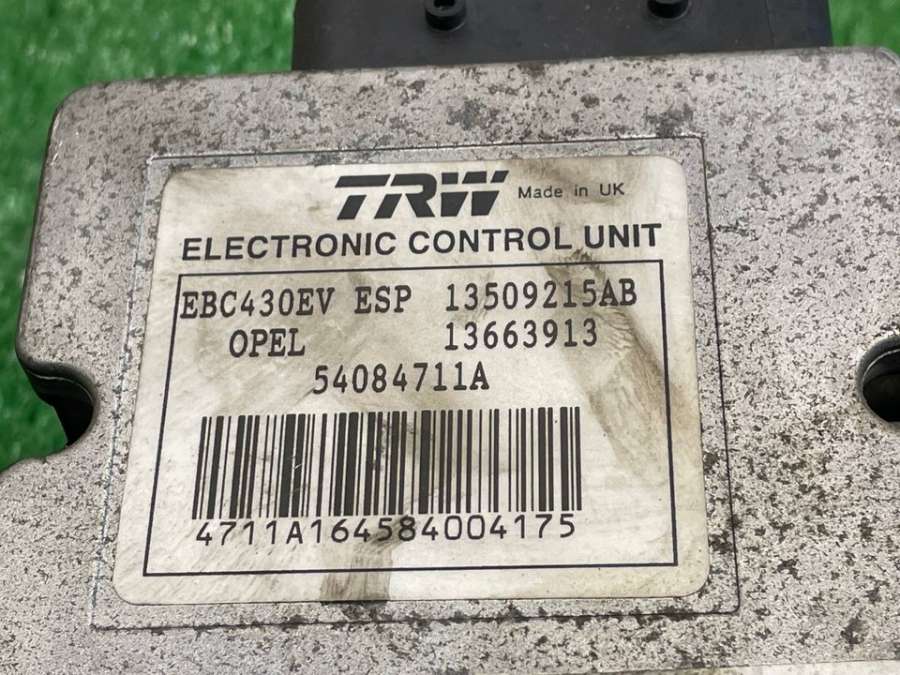 TRW Made in UK
ELECTRONIC CONTROL UNIT
EBC430EV ESP 13509215AB
OPEL 13663913
54084711A
4711A164584004175